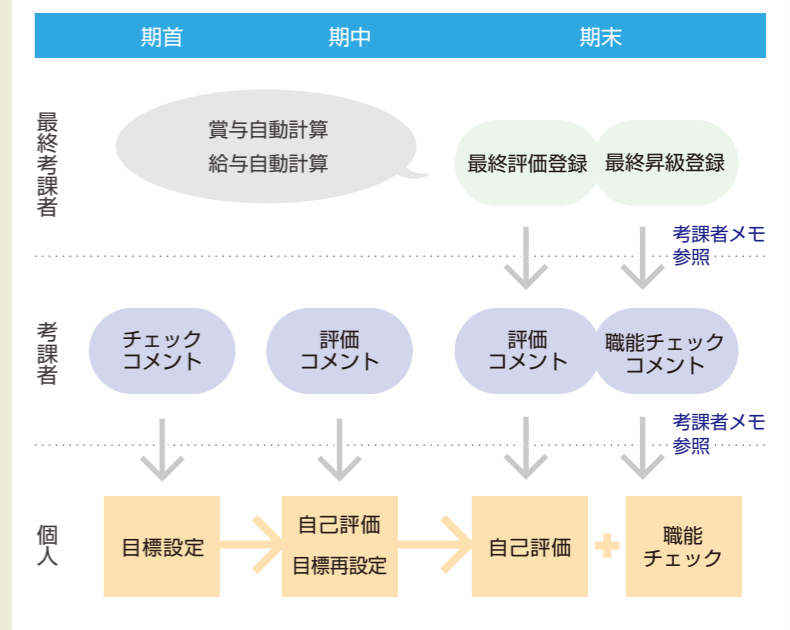 期首
期中
期末
最終考課者
賞与自動計算
給与自動計算
最終評価登録
最終昇級登録
考課者メモ
参照
考課者
チェック
コメント
評価
コメント
評価
コメント
職能チェック
コメント
考課者メモ
参照
個人
目標設定
自己評価
目標再設定
自己評価
職能
チェック